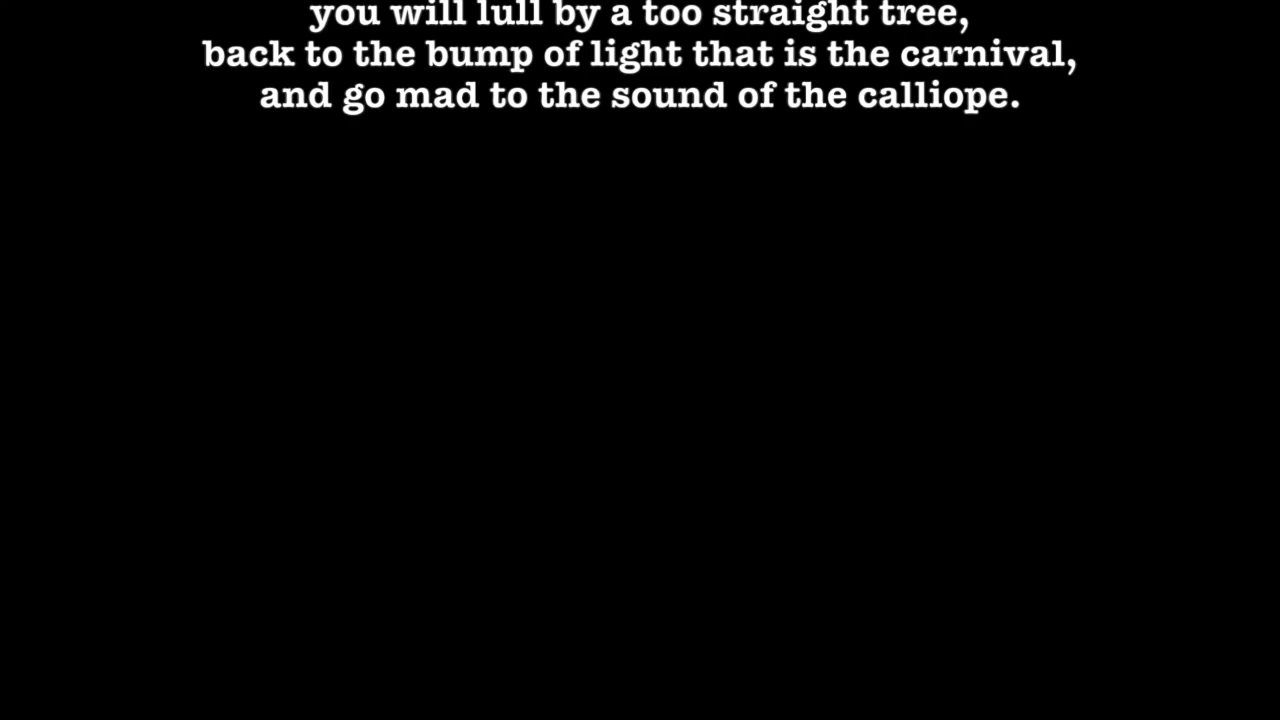 you will lull by a too straight tree,
back to the bump of light that is the carnival,
and go mad to the sound of the calliope.